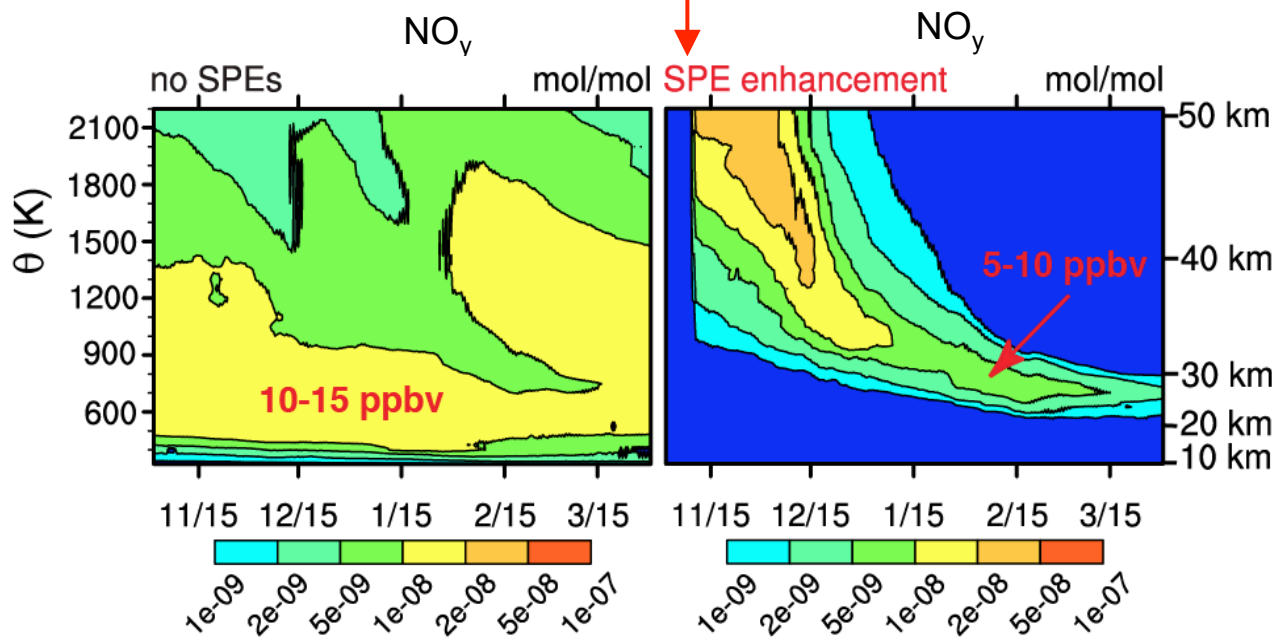 NOy
NOy
no SPEs
mol/mol
SPE enhancement
mol/mol
θ (K)
2100
1800
1500
1200
900
600
10-15 ppbv
5-10 ppbv
50 km
40 km
30 km
20 km
10 km
11/15 12/15 1/15 2/15 3/15
11/15 12/15 1/15 2/15 3/15
1e-09 2e-09 5e-09 1e-08 2e-08 5e-08 1e-07
1e-09 2e-09 5e-09 1e-08 2e-08 5e-08 1e-07